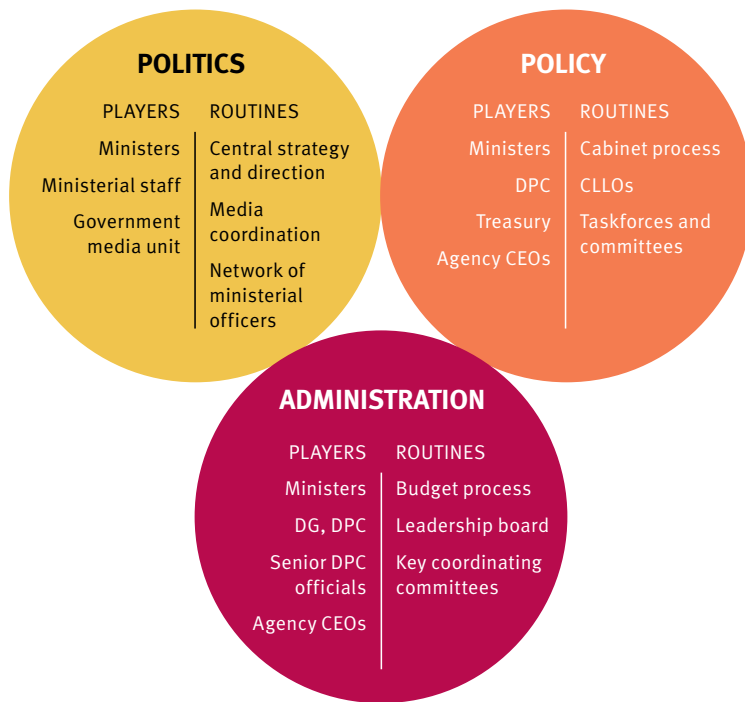 POLITICS
PLAYERS
Ministers
Ministerial staff
Government
media unit
ROUTINES
Central strategy
and direction
Media
coordination
Network of
ministerial
officers
POLICY
PLAYERS
Ministers
DPC
Treasury
Agency CEOs
ROUTINES
Cabinet process
CLLOs
Taskforces and
committees
ADMINISTRATION
PLAYERS
Ministers
DG, DPC
Senior DPC
officials
Agency CEOs
ROUTINES
Budget process
Leadership board
Key coordinating
committees